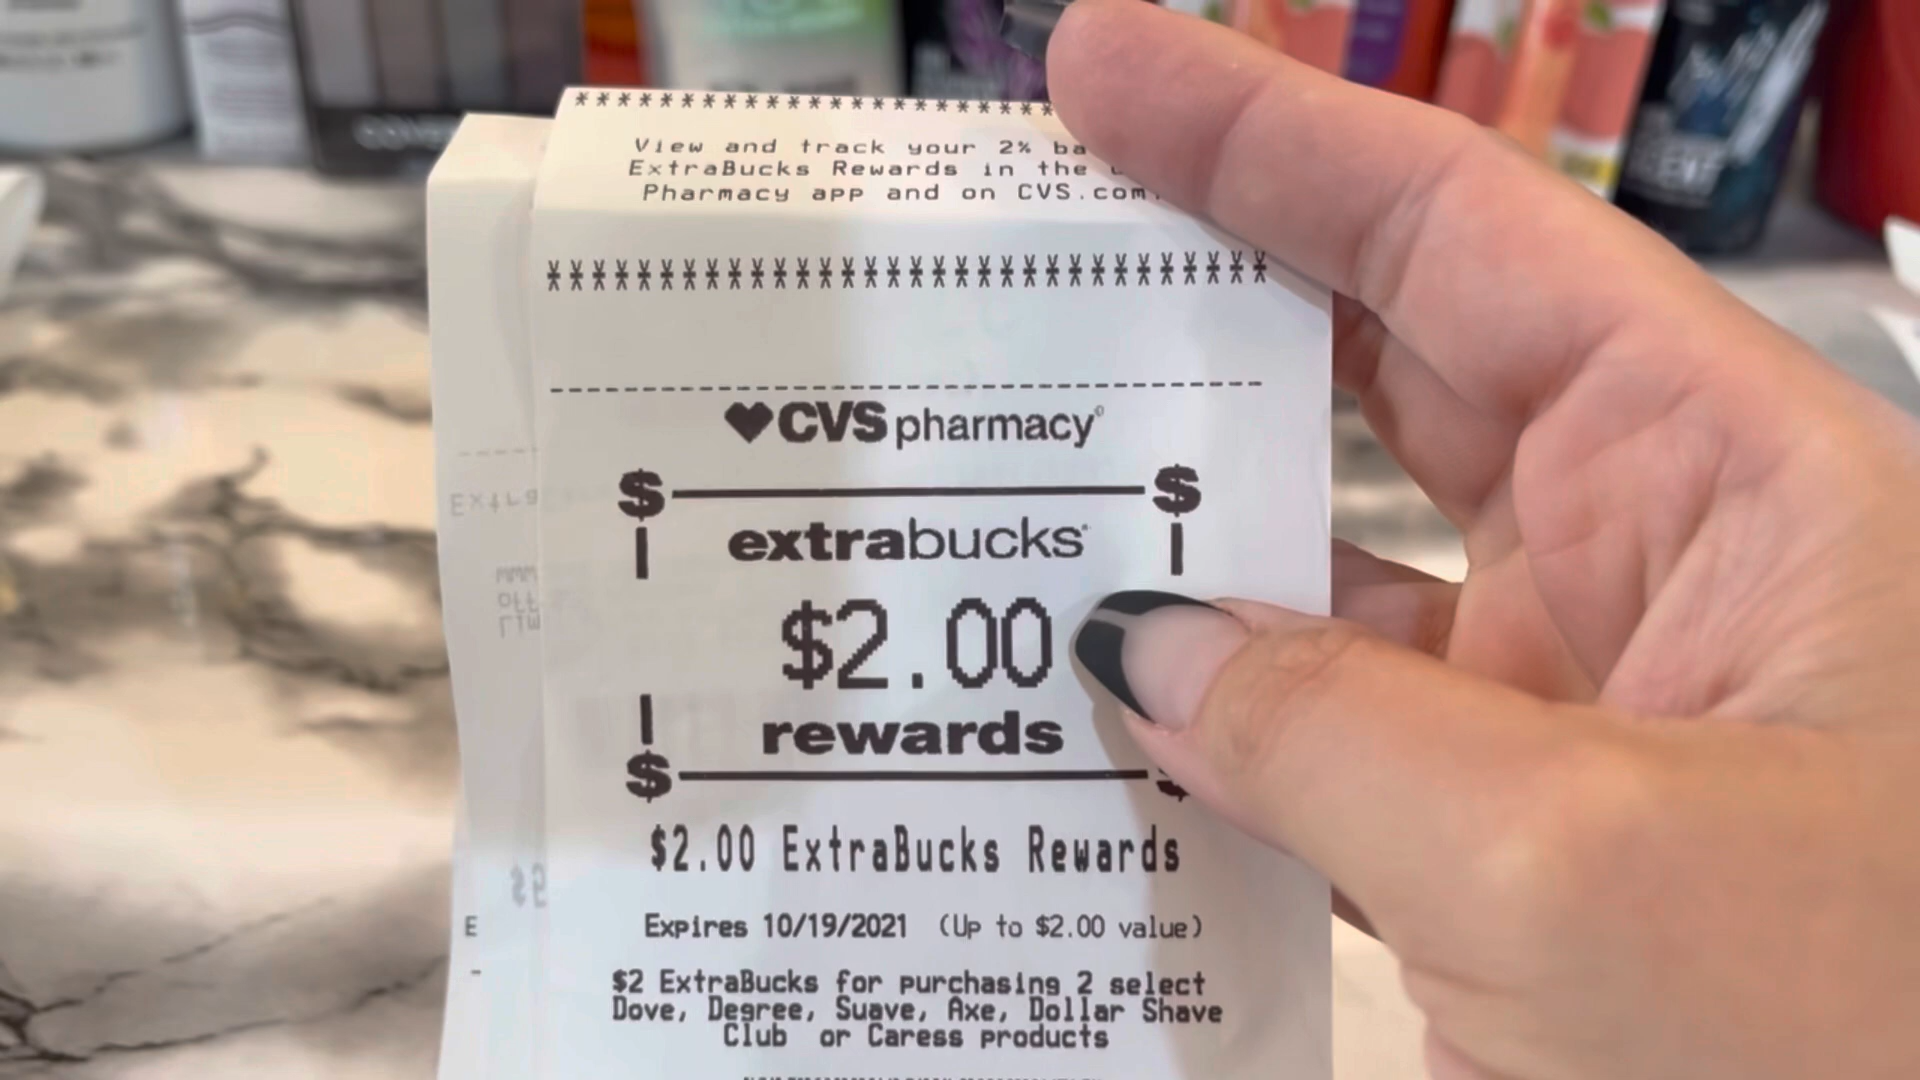 ************************
View and track your 2% ba
ExtraBucks Rewards in the
Pharmacy app and on CVS.com.
********************************
--------------------------------
CVS pharmacy®
$ $
extrabucks®
$2.00
rewards
$ $
$2.00 ExtraBucks Rewards
Expires 10/19/2021 (Up to $2.00 value)
$2 ExtraBucks for purchasing 2 select
Dove, Degree, Suave, Axe, Dollar Shave
Club or Caress products